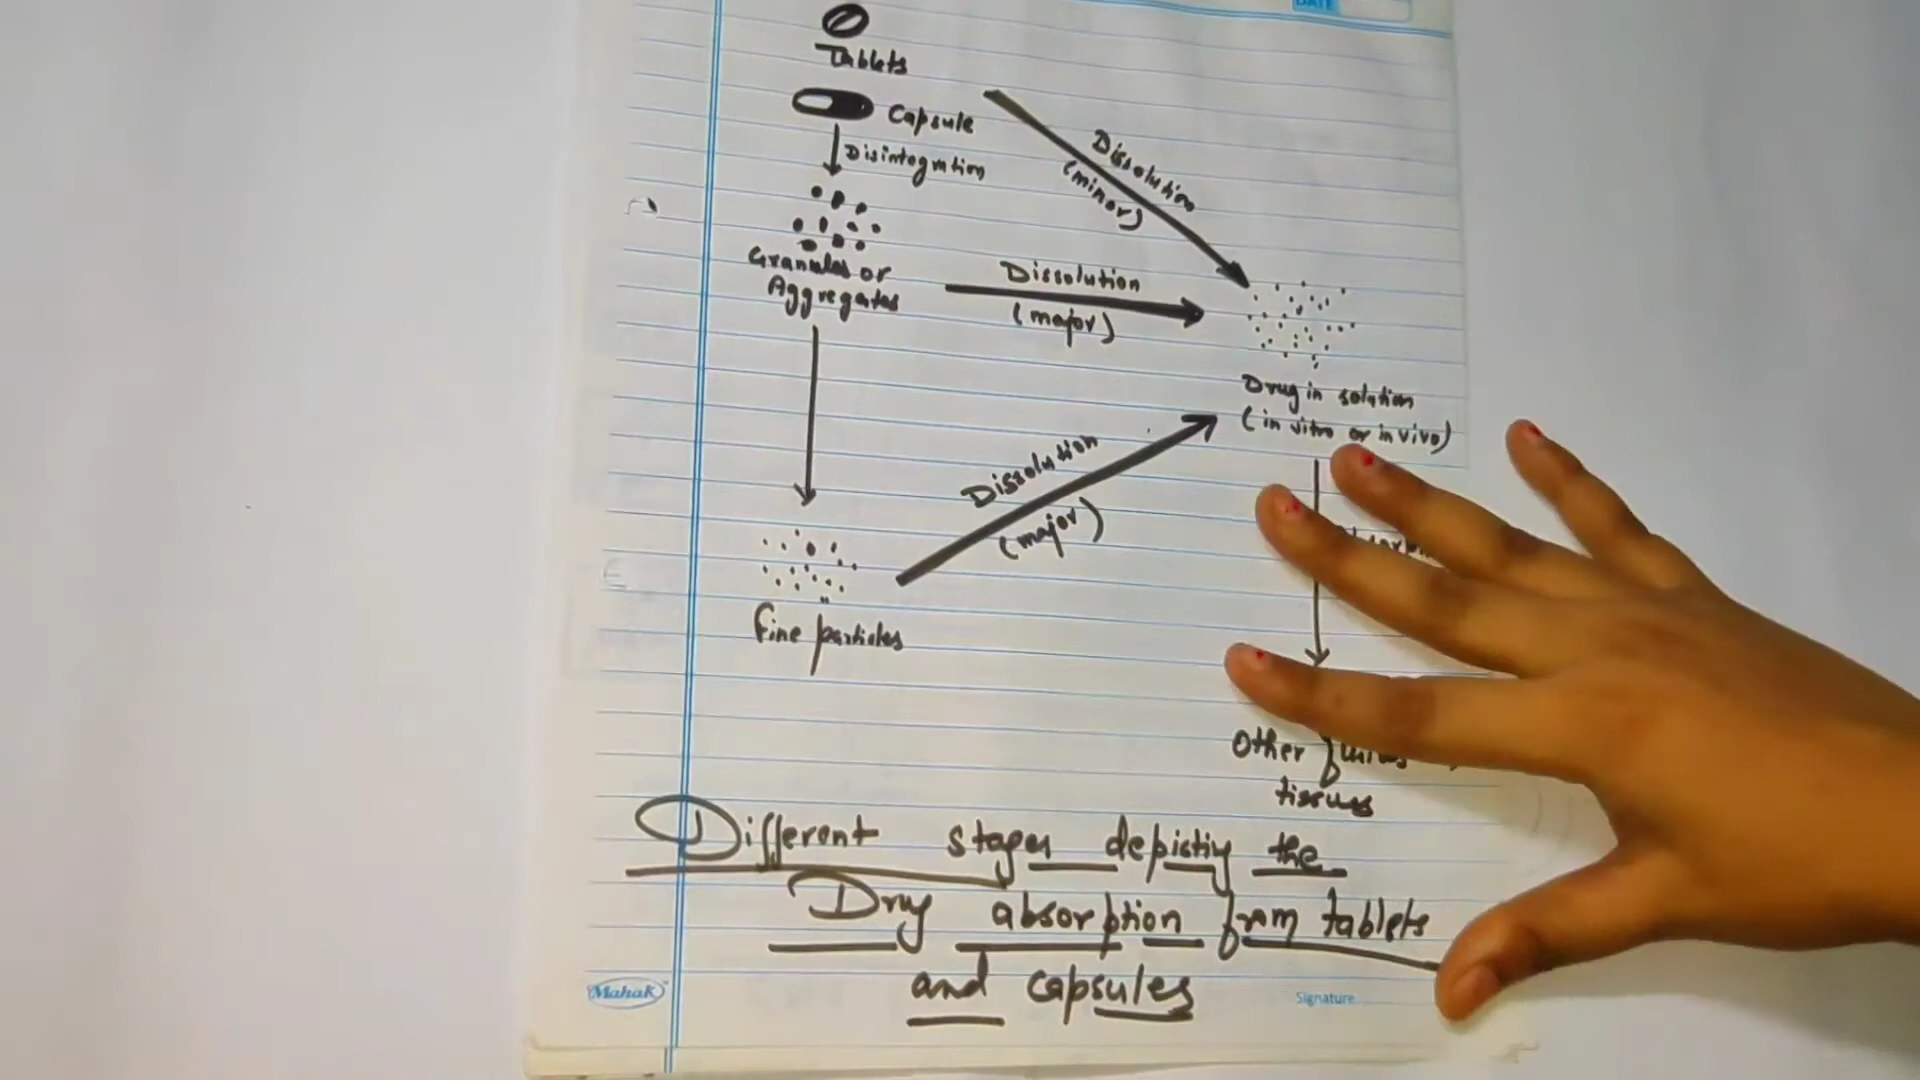 DATE
Tablets
Capsule
Disintegration
Dissolution
(minor)
Granules or
Aggregates
Dissolution
(major)
Drug in solution
(in vitro or in vivo)
Dissolution
(major)
Fine particles
Other
tissues
Different stages depicting the
Drug absorption from tablets
and capsules
Mahak
Signature